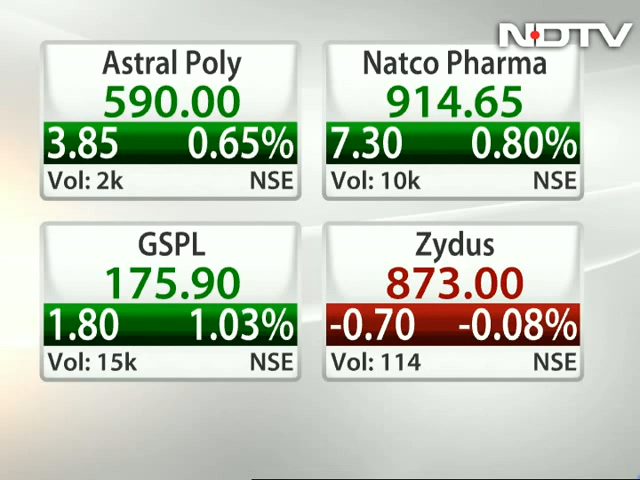 NDTV
Astral Poly
590.00
3.85 0.65%
Vol: 2k NSE
Natco Pharma
914.65
7.30 0.80%
Vol: 10k NSE
GSPL
175.90
1.80 1.03%
Vol: 15k NSE
Zydus
873.00
-0.70 -0.08%
Vol: 114 NSE